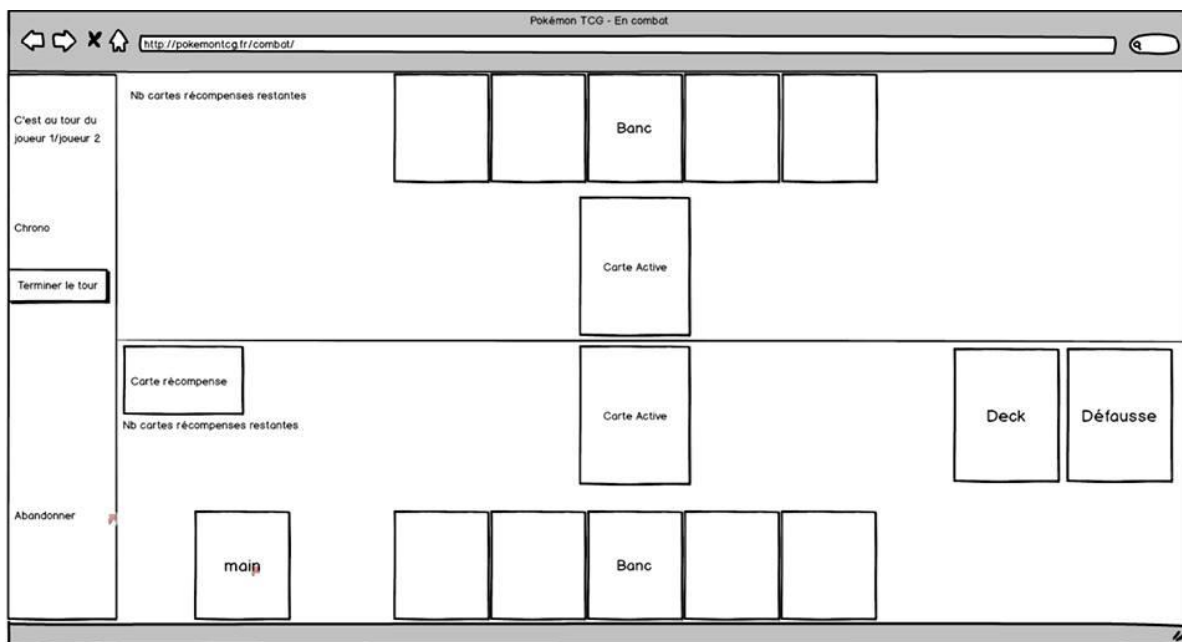 Pokémon TCG - En combat
http://pokemontcg.fr/combat/
C'est au tour du
joueur 1/joueur 2
Chrono
Terminer le tour
Abandonner
Nb cartes récompenses restantes
Banc
Carte Active
Carte récompense
Nb cartes récompenses restantes
Carte Active
Deck
Défausse
main
Banc